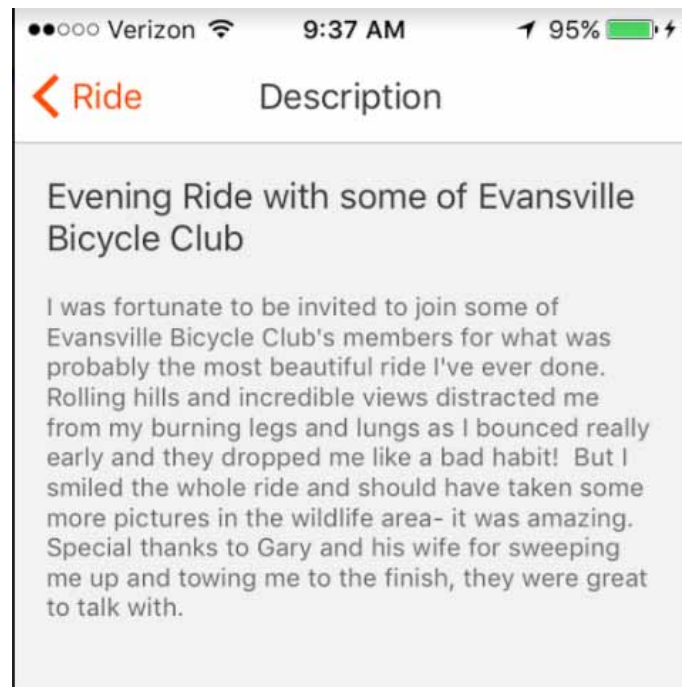 Verizon 9:37 AM 95%
Ride Description
Evening Ride with some of Evansville
Bicycle Club
I was fortunate to be invited to join some of
Evansville Bicycle Club's members for what was
probably the most beautiful ride I've ever done.
Rolling hills and incredible views distracted me
from my burning legs and lungs as I bounced really
early and they dropped me like a bad habit!  But I
smiled the whole ride and should have taken some
more pictures in the wildlife area- it was amazing.
Special thanks to Gary and his wife for sweeping
me up and towing me to the finish, they were great
to talk with.